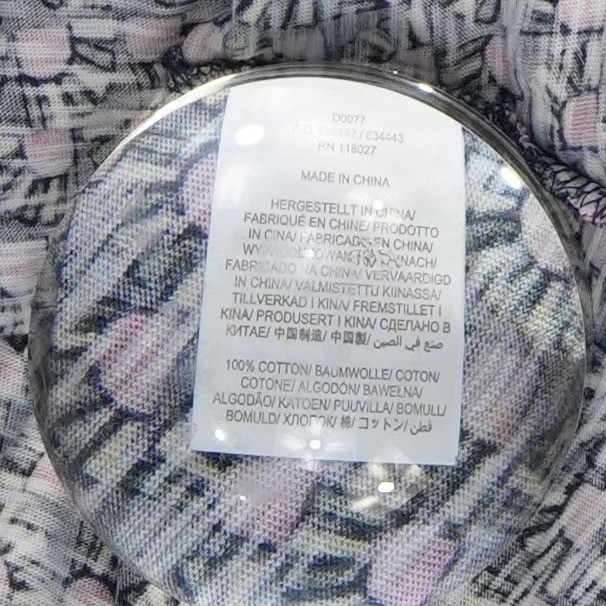 D0077
834443
RN 118027
MADE IN CHINA
HERGESTELLT IN CHINA/
FABRIQUÉ EN CHINE/ PRODOTTO
IN CINA/ FABRICADO EN CHINA/
CHINACH/
FABRICADO NA CHINA/ VERVAARDIGD
IN CHINA/ VALMISTETTU KIINASSA/
TILLVERKAD I KINA/ FREMSTILLET I
KINA/ PRODUSERT I KINA/ СДЕЛАНО В
КИТАЕ/ 中国制造/ 中国製/ صنع في الصين
100% COTTON/ BAUMWOLLE/ COTON/
COTONE/ ALGODÓN/ BAWEŁNA/
ALGODÃO/ KATOEN/ PUUVILLA/ BOMULL/
BOMULD/ ХЛОПОК/ 棉/ コットン/ قطن